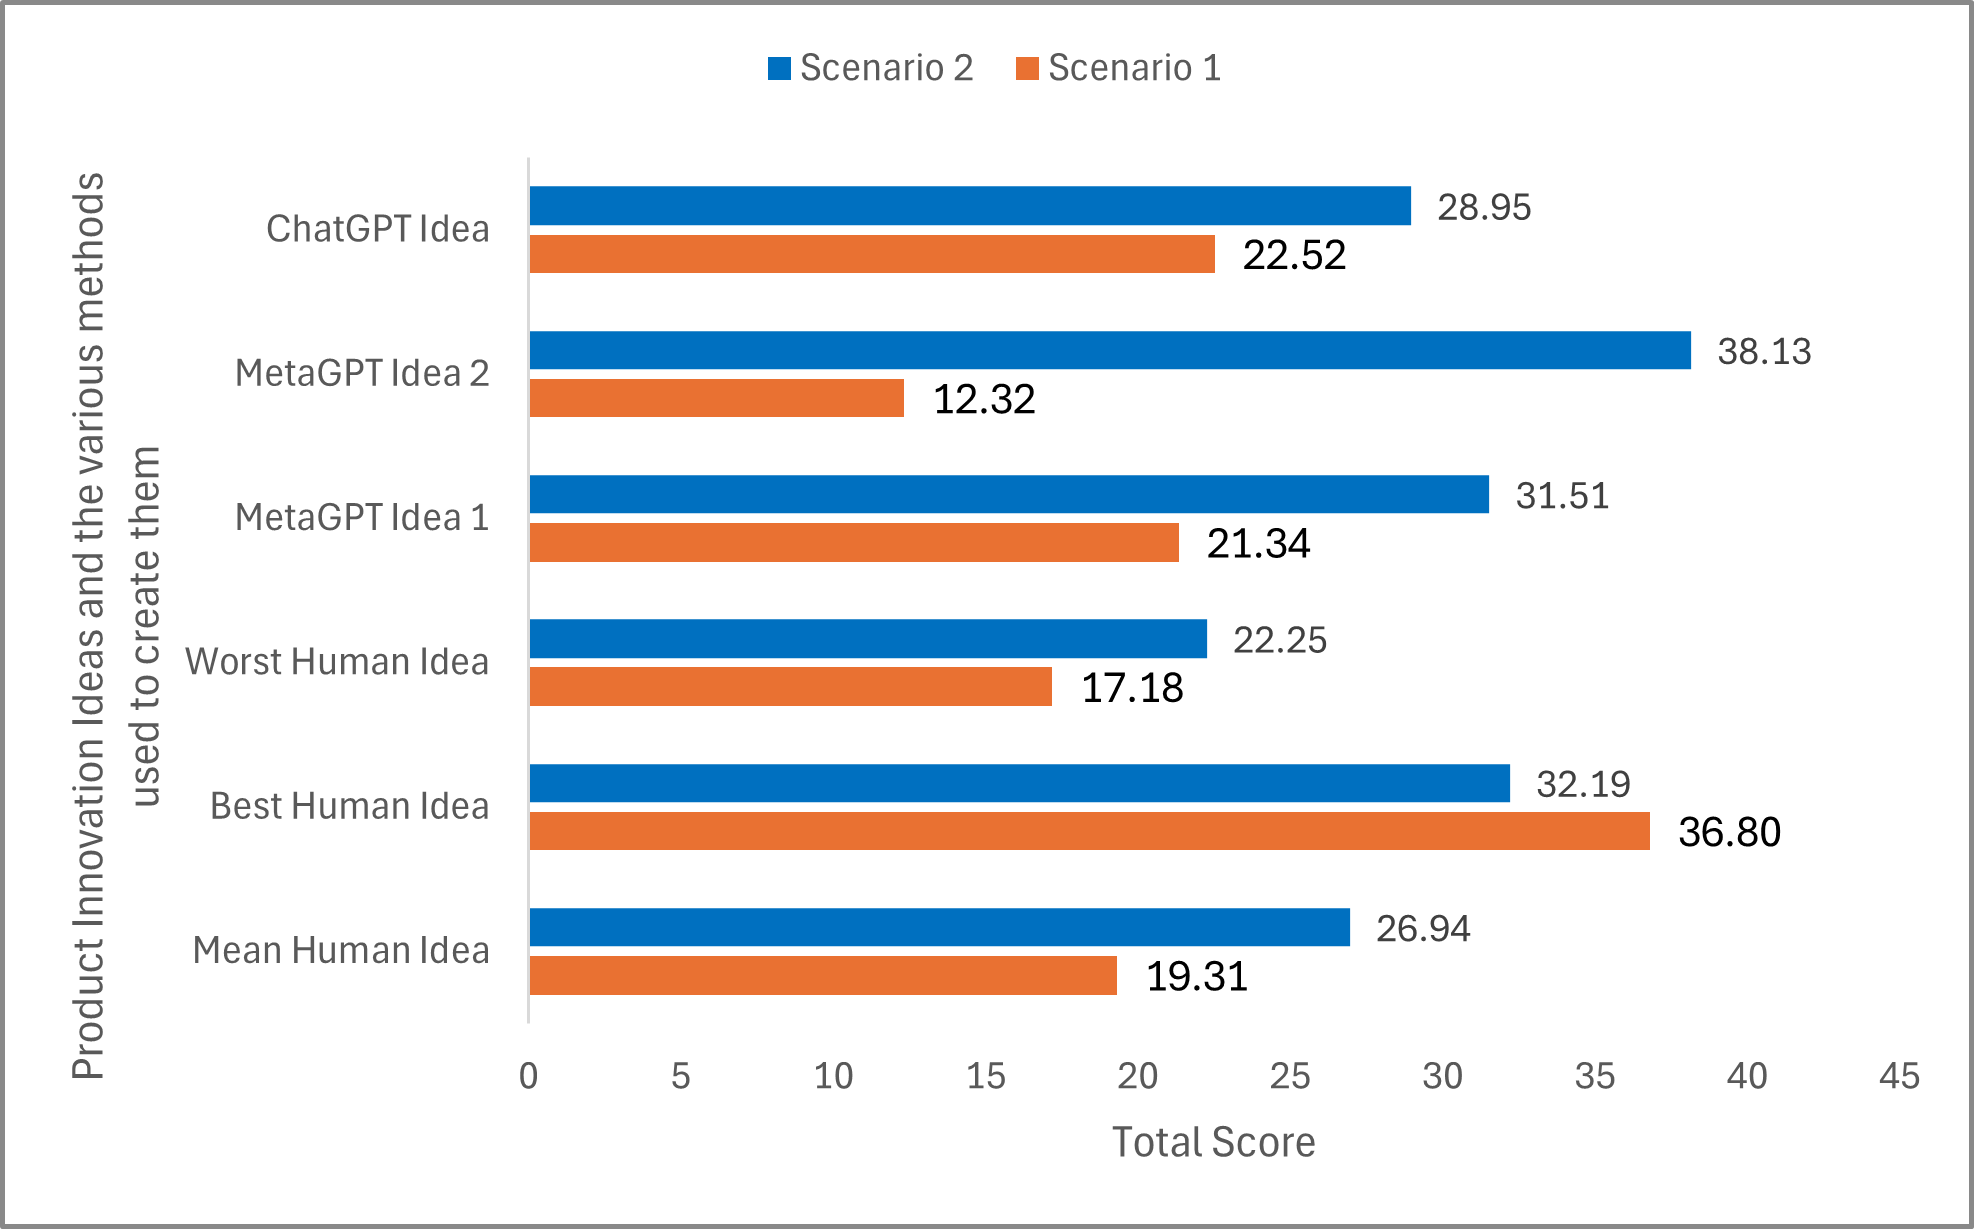 Scenario 2
Scenario 1
Product Innovation Ideas and the various methods
used to create them
ChatGPT Idea
28.95
22.52
MetaGPT Idea 2
38.13
12.32
MetaGPT Idea 1
31.51
21.34
Worst Human Idea
22.25
17.18
Best Human Idea
32.19
36.80
Mean Human Idea
26.94
19.31
0 5 10 15 20 25 30 35 40 45
Total Score